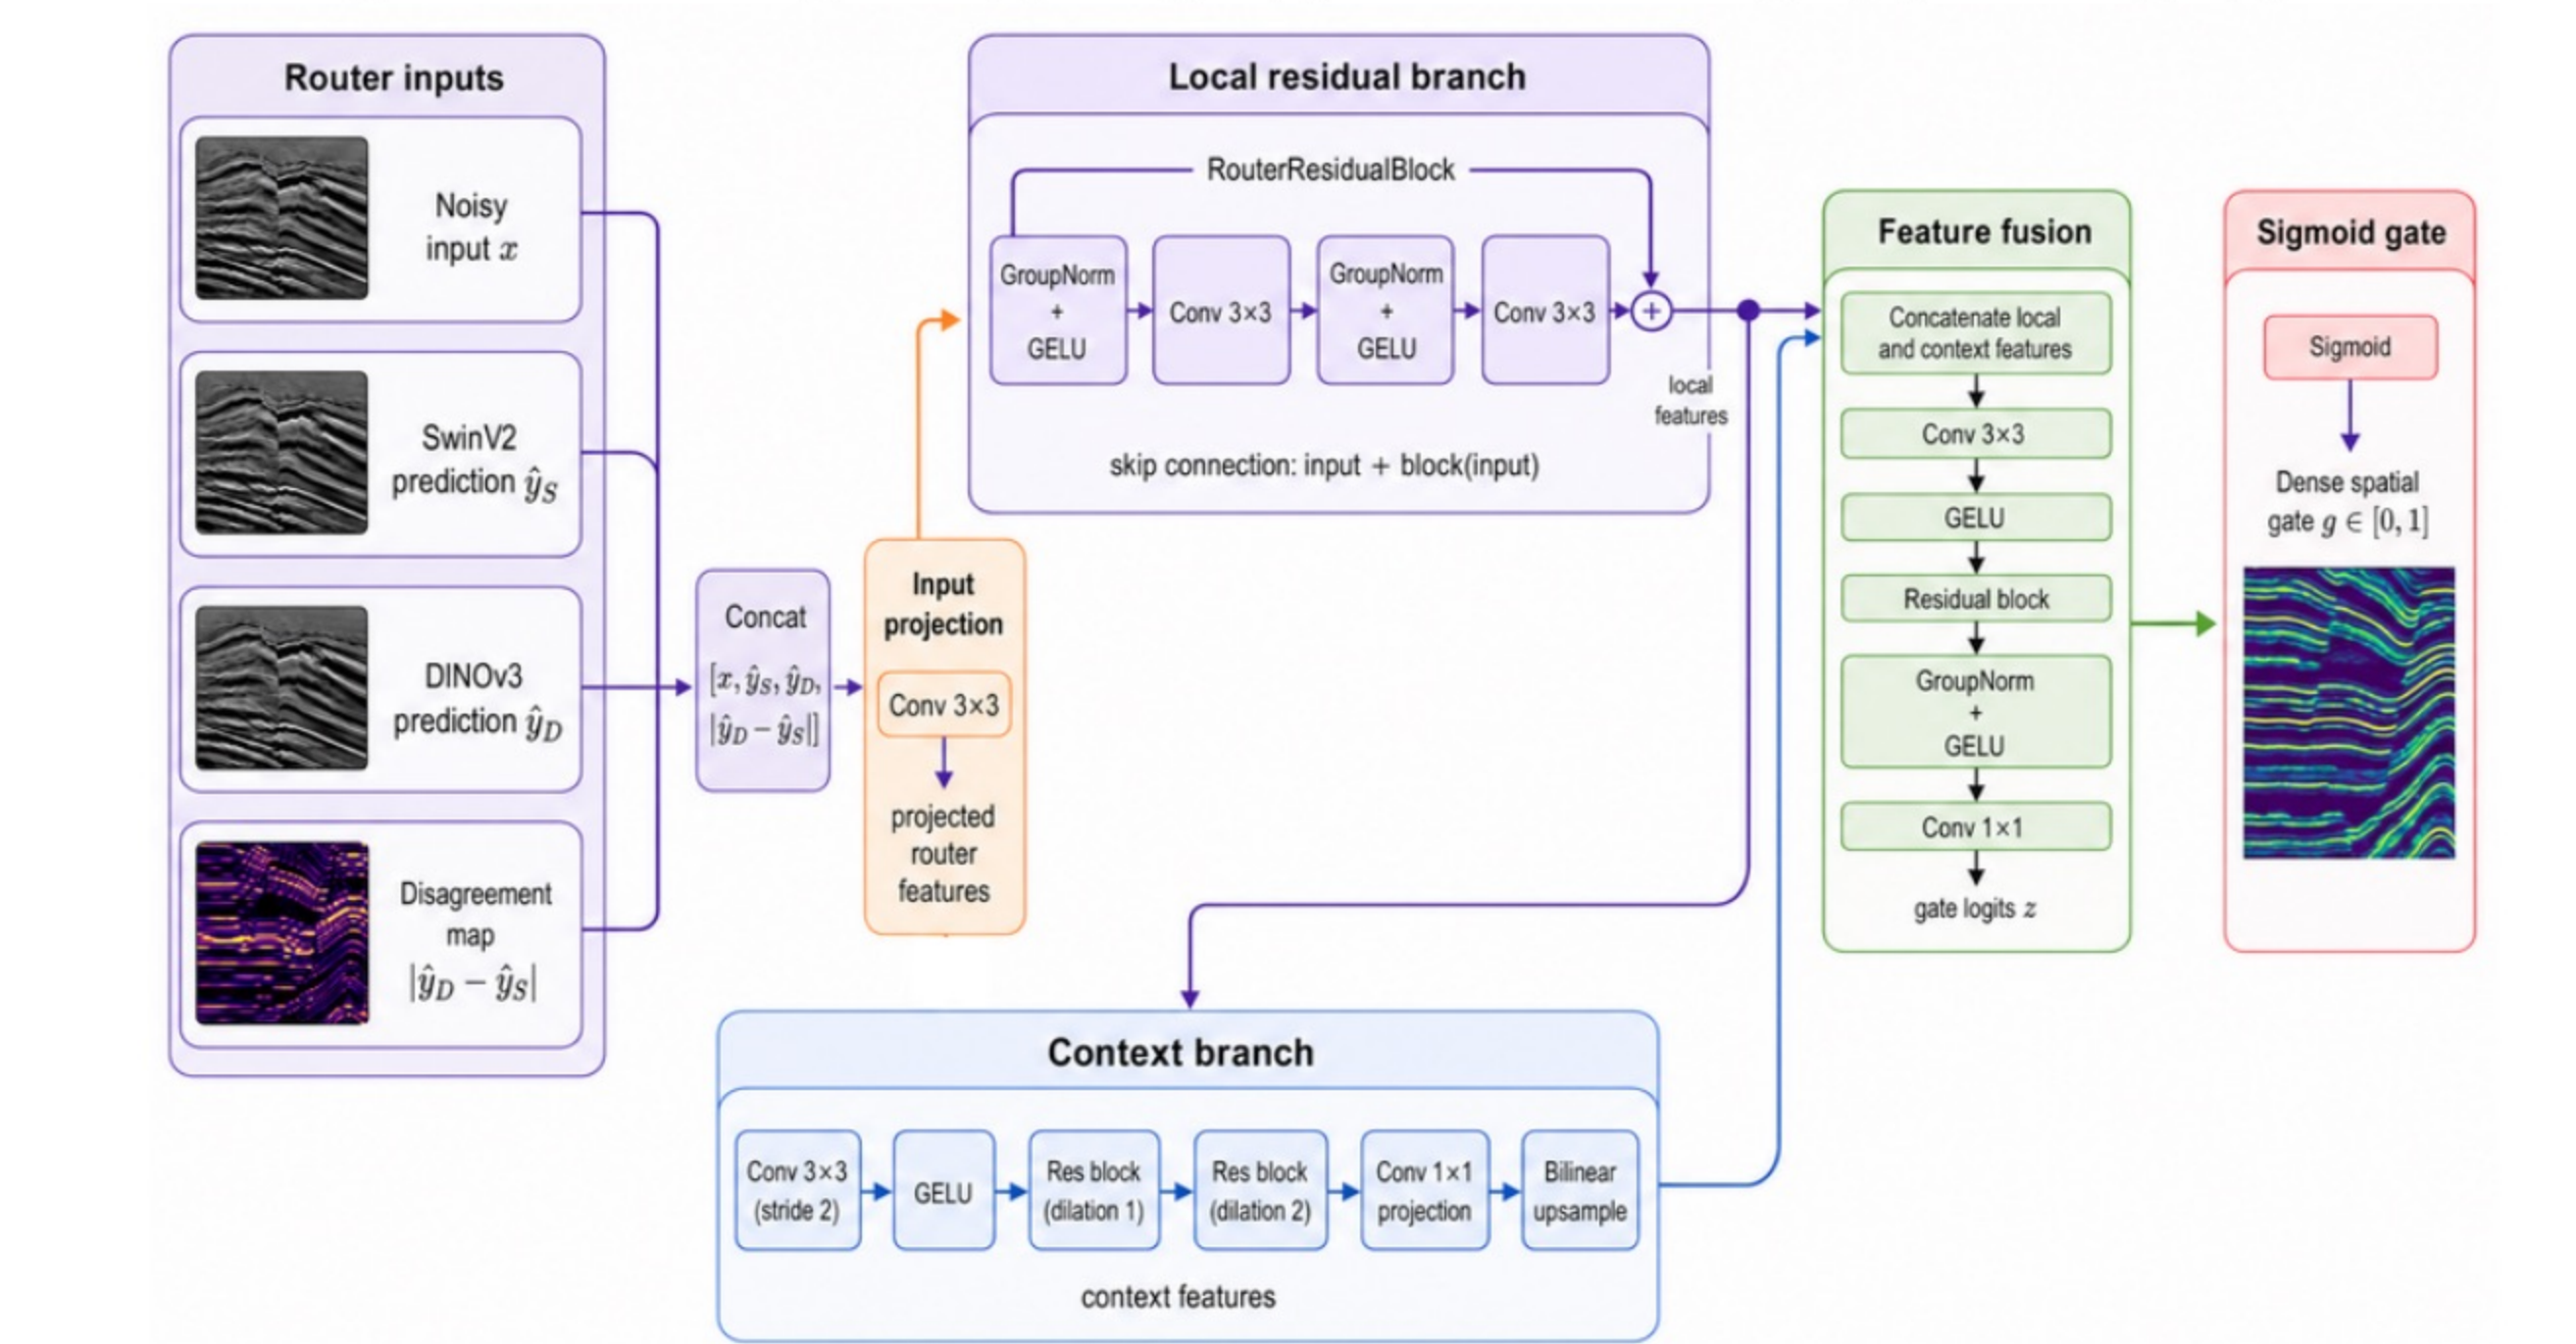 Router inputs
Noisy
input x
SwinV2
prediction ŷ_S
DINOv3
prediction ŷ_D
Disagreement
map
|ŷ_D − ŷ_S|
Concat
[x, ŷ_S, ŷ_D,
|ŷ_D − ŷ_S|]
Input
projection
Conv 3×3
projected
router
features
Local residual branch
RouterResidualBlock
GroupNorm
+
GELU
Conv 3×3
GroupNorm
+
GELU
Conv 3×3
+
local
features
skip connection: input + block(input)
Context branch
Conv 3×3
(stride 2)
GELU
Res block
(dilation 1)
Res block
(dilation 2)
Conv 1×1
projection
Bilinear
upsample
context features
Feature fusion
Concatenate local
and context features
Conv 3×3
GELU
Residual block
GroupNorm
+
GELU
Conv 1×1
gate logits z
Sigmoid gate
Sigmoid
Dense spatial
gate g ∈ [0, 1]